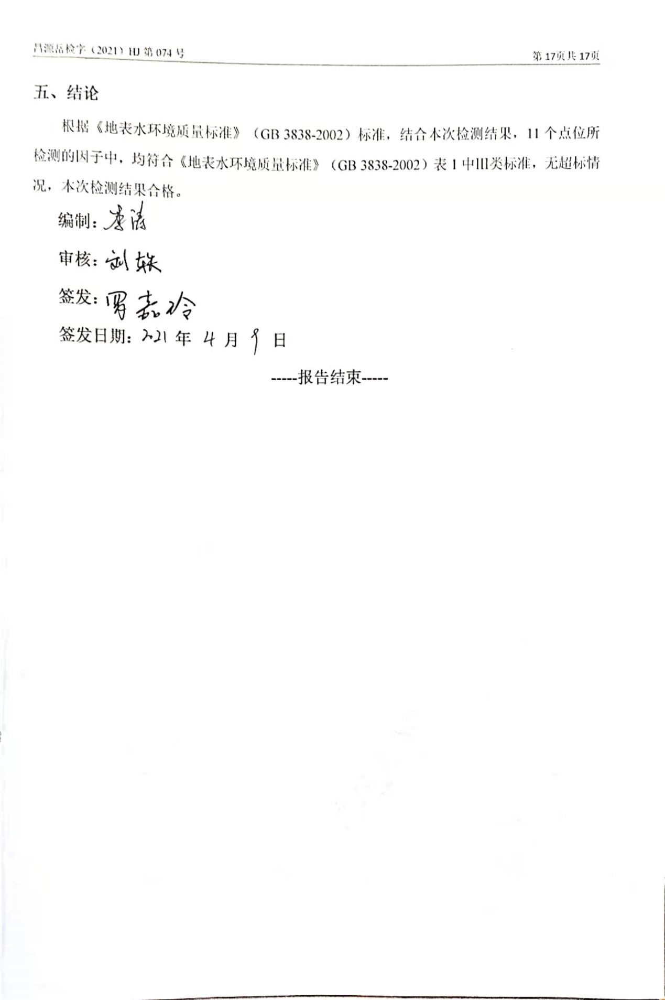 昌源岳检字（2021）HJ 第 074 号
第 17页 共 17页
五、结论
根据《地表水环境质量标准》（GB 3838-2002）标准，结合本次检测结果，11 个点位所
检测的因子中，均符合《地表水环境质量标准》（GB 3838-2002）表 1 中III类标准，无超标情
况，本次检测结果合格。
编制：李涛
审核：刘轶
签发：罗嘉玲
签发日期：2021 年 4 月 9 日
-----报告结束-----